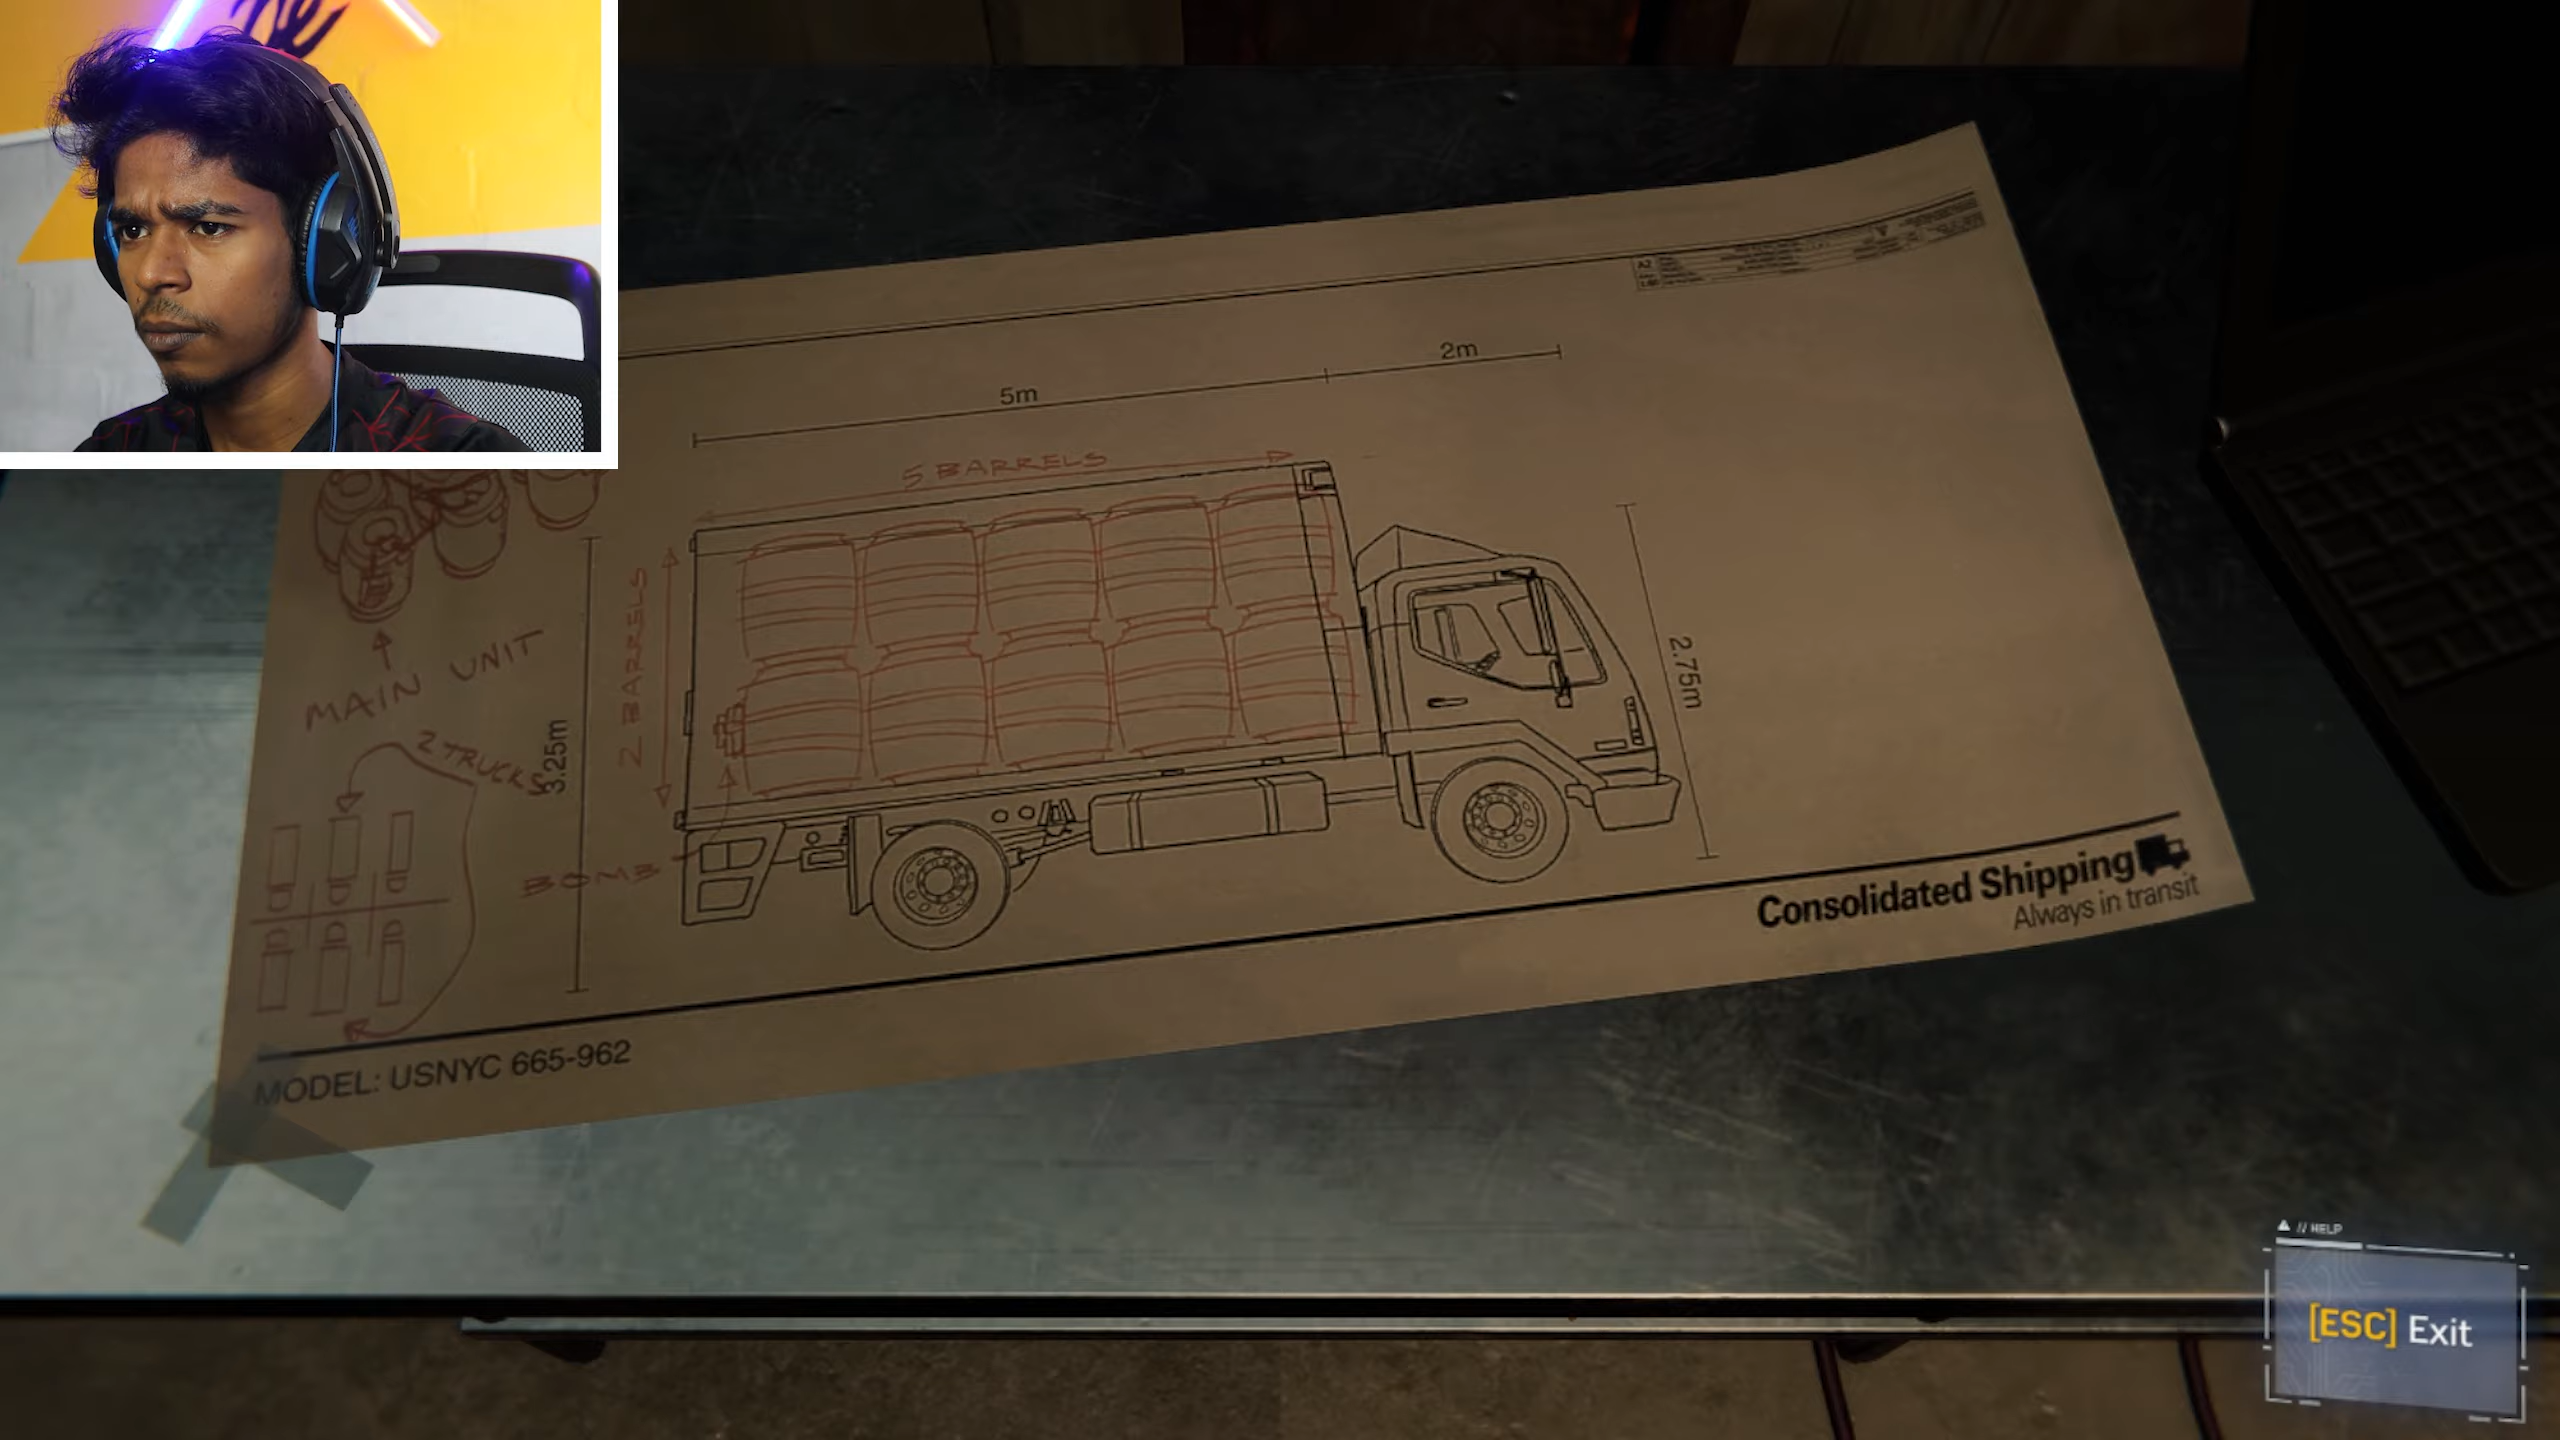 2m
5m
5 BARRELS
2 BARRELS
MAIN UNIT
2 TRUCKS
3.25m
2.75m
BOMB
Consolidated Shipping
Always in transit
MODEL: USNYC 665-962
// HELP
[ESC] Exit